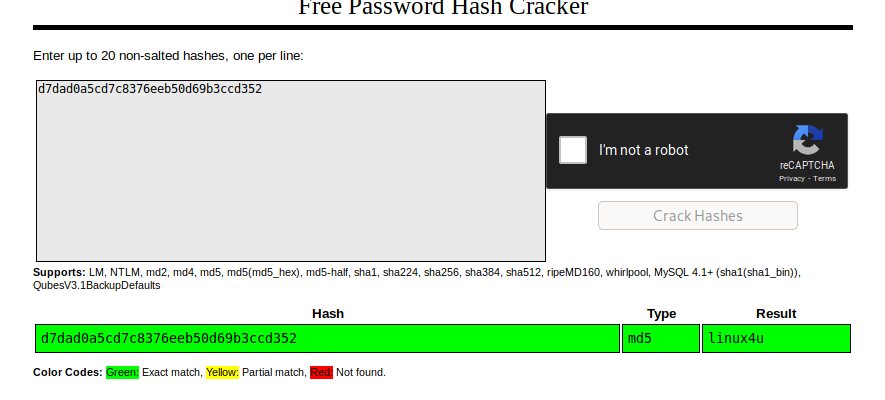 Free Password Hash Cracker
Enter up to 20 non-salted hashes, one per line:
d7dad0a5cd7c8376eeb50d69b3ccd352
I'm not a robot
reCAPTCHA
Privacy - Terms
Crack Hashes
Supports: LM, NTLM, md2, md4, md5, md5(md5_hex), md5-half, sha1, sha224, sha256, sha384, sha512, ripeMD160, whirlpool, MySQL 4.1+ (sha1(sha1_bin)),
QubesV3.1BackupDefaults
Hash Type Result
d7dad0a5cd7c8376eeb50d69b3ccd352 md5 linux4u
Color Codes: Green: Exact match, Yellow: Partial match, Red: Not found.